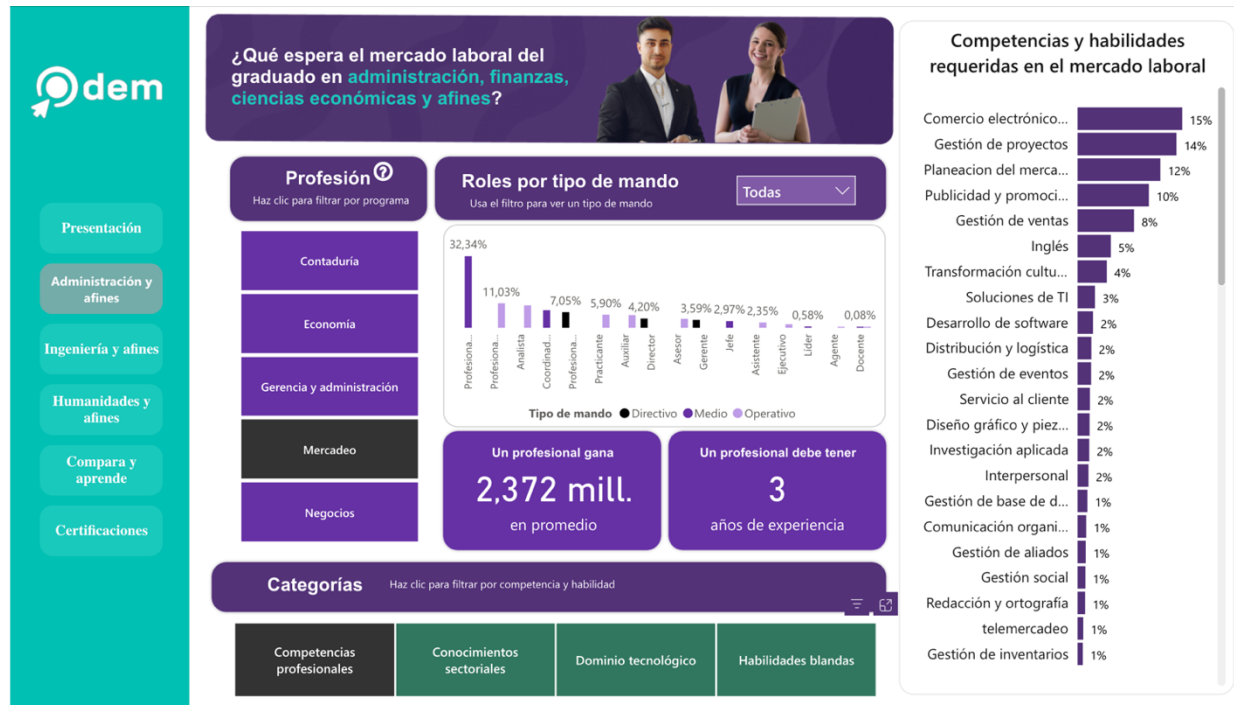 dem
Presentación
Administración y
afines
Ingeniería y afines
Humanidades y
afines
Compara y
aprende
Certificaciones
¿Qué espera el mercado laboral del
graduado en administración, finanzas,
ciencias económicas y afines?
Profesión ?
Haz clic para filtrar por programa
Contaduría
Economía
Gerencia y administración
Mercadeo
Negocios
Roles por tipo de mando
Usa el filtro para ver un tipo de mando
Todas
32,34%
11,03%
7,05%
5,90%
4,20%
3,59%
2,97%
2,35%
0,58%
0,08%
Profesiona...
Profesiona...
Analista
Coordinad...
Profesiona...
Practicante
Auxiliar
Director
Asesor
Gerente
Jefe
Asistente
Ejecutivo
Líder
Agente
Docente
Tipo de mando Directivo Medio Operativo
Un profesional gana
2,372 mill.
en promedio
Un profesional debe tener
3
años de experiencia
Categorías
Haz clic para filtrar por competencia y habilidad
Competencias
profesionales
Conocimientos
sectoriales
Dominio tecnológico
Habilidades blandas
Competencias y habilidades
requeridas en el mercado laboral
Comercio electrónico... 15%
Gestión de proyectos 14%
Planeacion del merca... 12%
Publicidad y promoci... 10%
Gestión de ventas 8%
Inglés 5%
Transformación cultu... 4%
Soluciones de TI 3%
Desarrollo de software 2%
Distribución y logística 2%
Gestión de eventos 2%
Servicio al cliente 2%
Diseño gráfico y piez... 2%
Investigación aplicada 2%
Interpersonal 2%
Gestión de base de d... 1%
Comunicación organi... 1%
Gestión de aliados 1%
Gestión social 1%
Redacción y ortografía 1%
telemercadeo 1%
Gestión de inventarios 1%